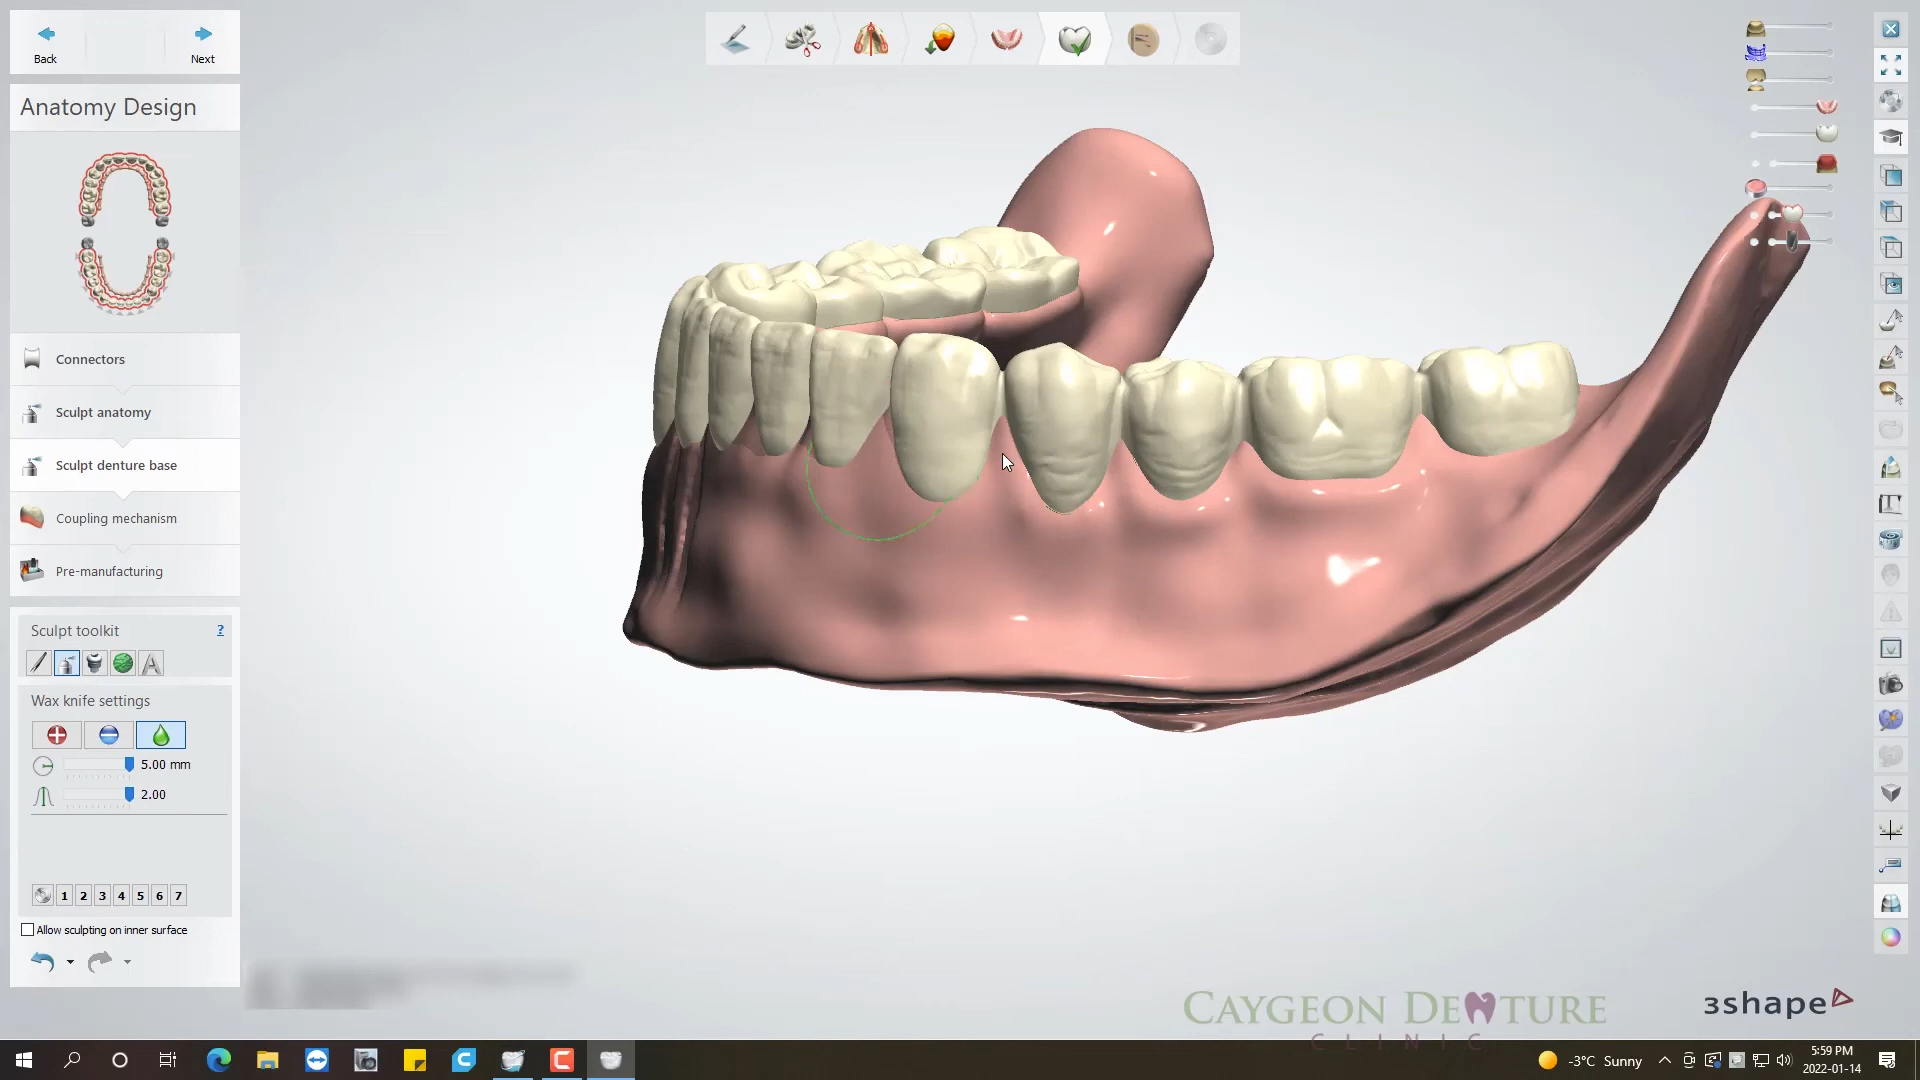 Back
Next
Anatomy Design
Connectors
Sculpt anatomy
Sculpt denture base
Coupling mechanism
Pre-manufacturing
Sculpt toolkit
?
A
Wax knife settings
5.00 mm
2.00
1 2 3 4 5 6 7
Allow sculpting on inner surface
CAYGEON DENTURE
CLINIC
3shape
-3°C Sunny
5:59 PM
2022-01-14